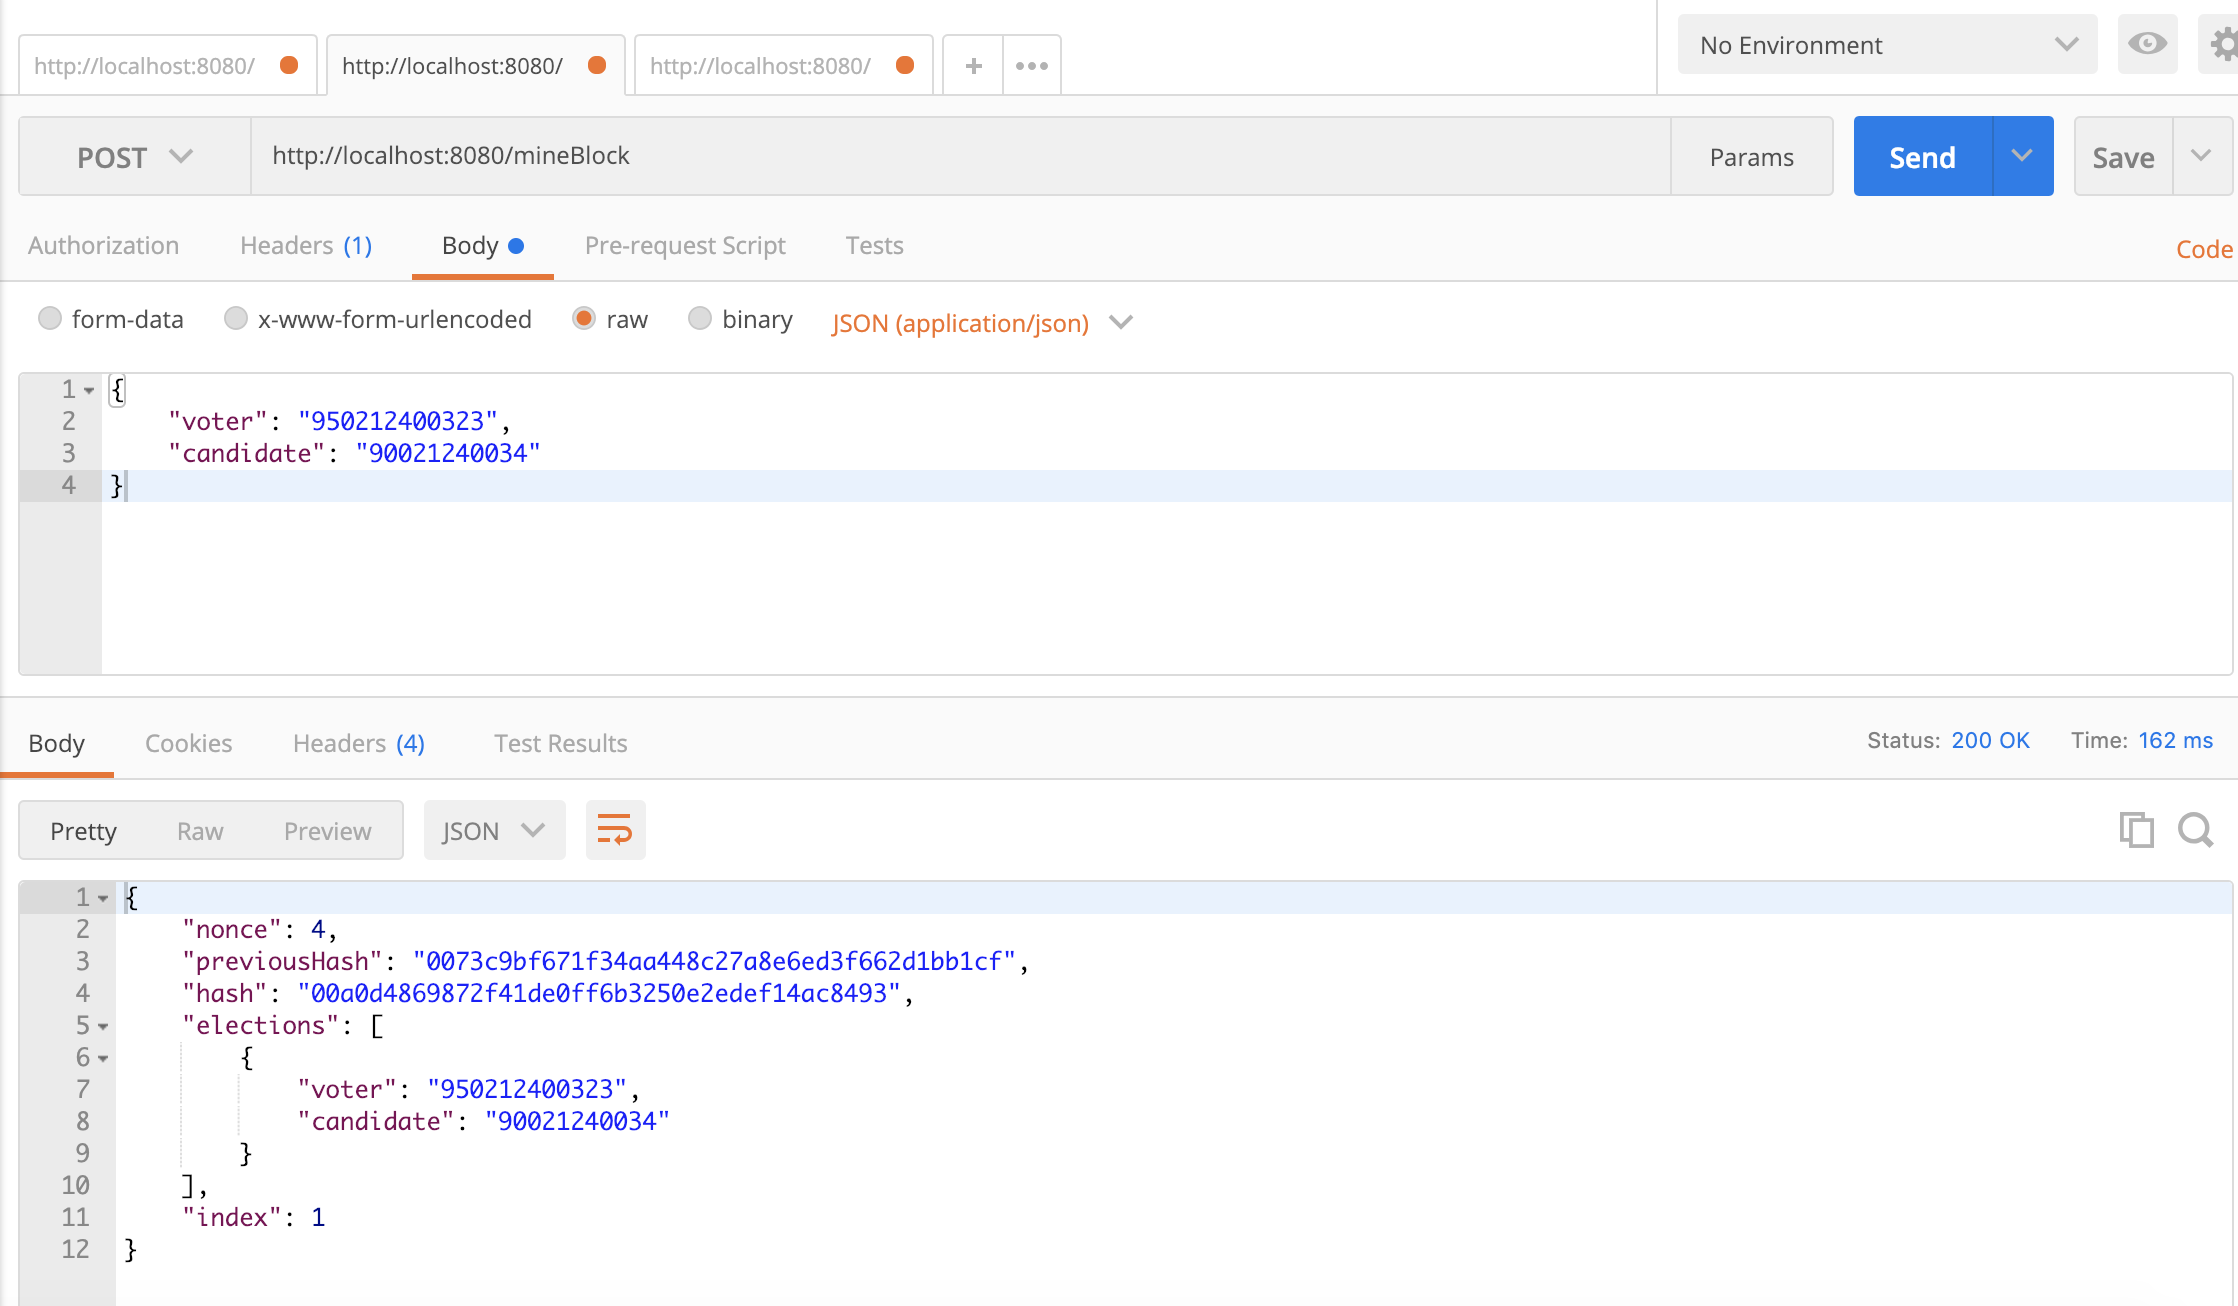 http://localhost:8080/ http://localhost:8080/ http://localhost:8080/ + ••• No Environment
POST http://localhost:8080/mineBlock Params Send Save
Authorization Headers (1) Body Pre-request Script Tests Code
form-data x-www-form-urlencoded raw binary JSON (application/json)
1 {
2 "voter": "950212400323",
3 "candidate": "90021240034"
4 }
Body Cookies Headers (4) Test Results Status: 200 OK Time: 162 ms
Pretty Raw Preview JSON
1 {
2 "nonce": 4,
3 "previousHash": "0073c9bf671f34aa448c27a8e6ed3f662d1bb1cf",
4 "hash": "00a0d4869872f41de0ff6b3250e2edef14ac8493",
5 "elections": [
6 {
7 "voter": "950212400323",
8 "candidate": "90021240034"
9 }
10 ],
11 "index": 1
12 }